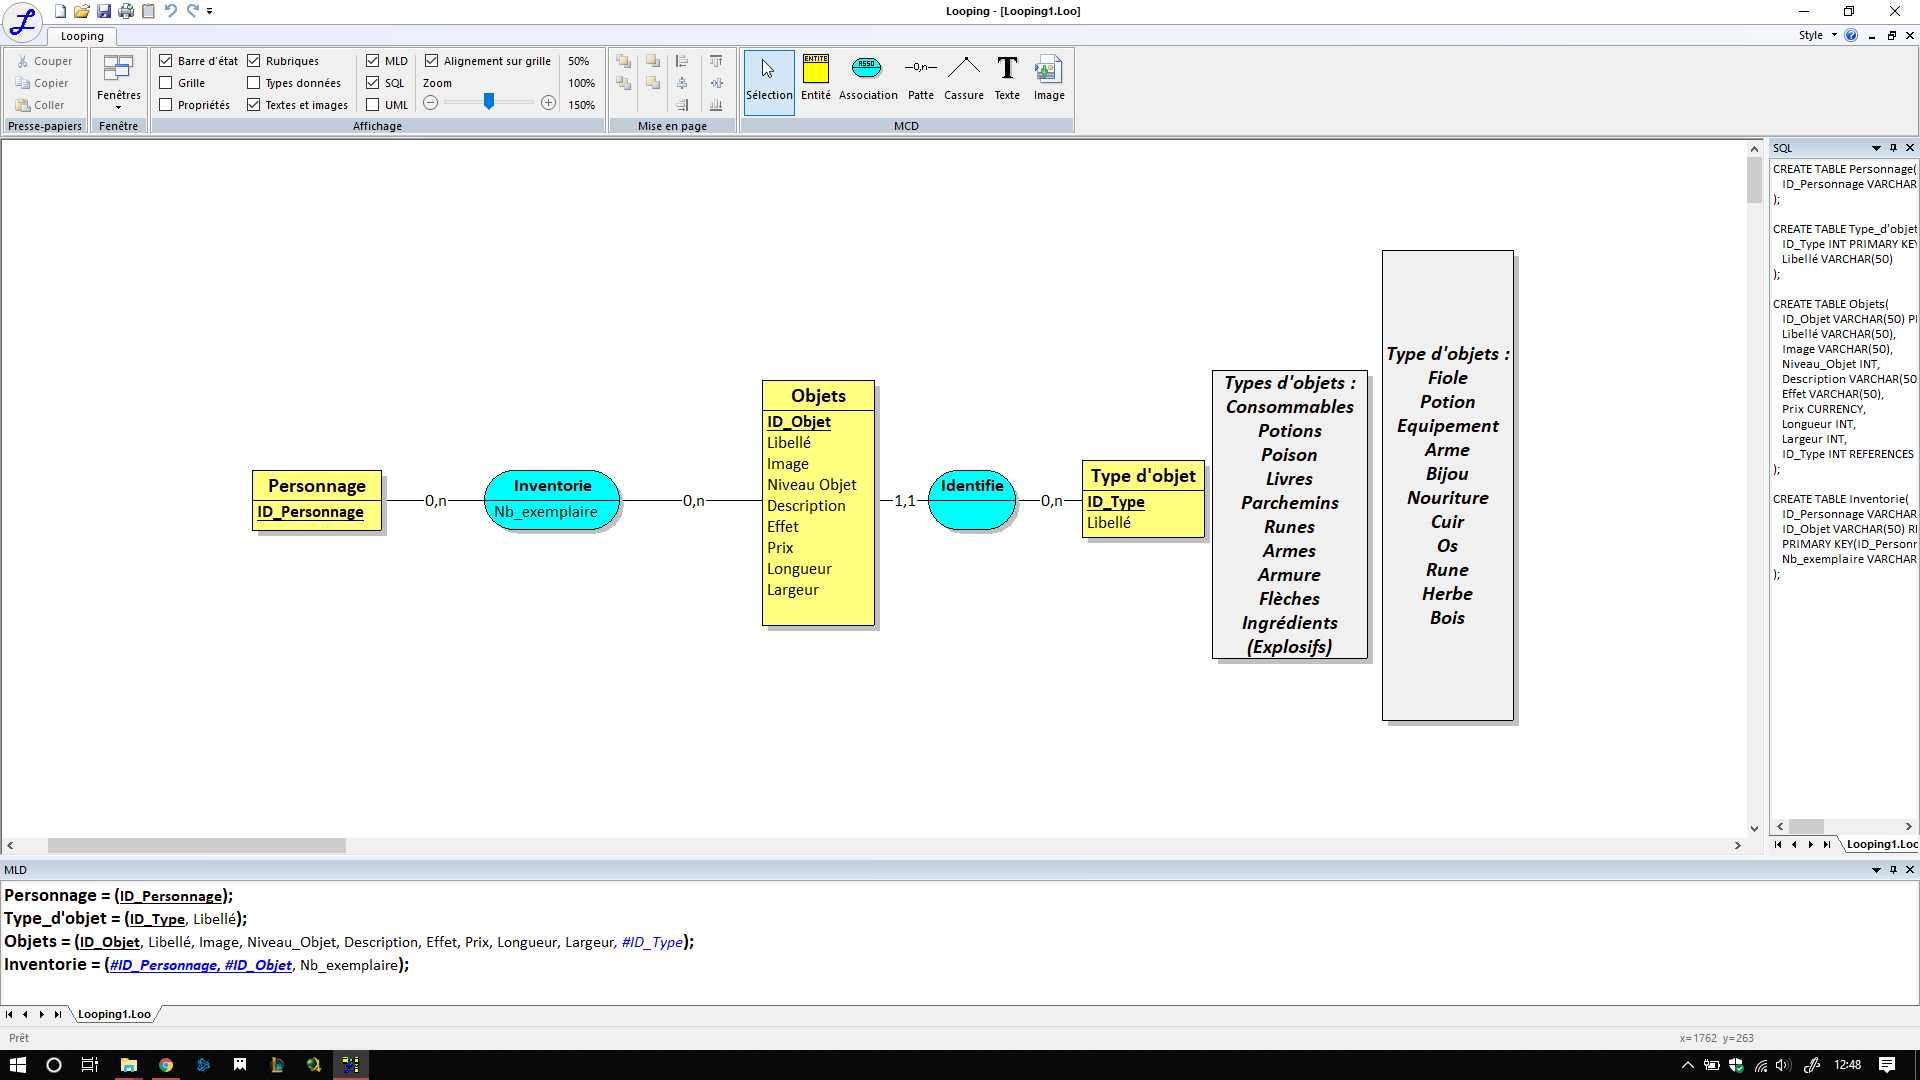 Looping - [Looping1.Loo]
Looping
Style
Couper
Copier
Coller
Presse-papiers
Fenêtres
Fenêtre
Barre d'état
Rubriques
MLD
Alignement sur grille
50%
Grille
Types données
SQL
Zoom
100%
Propriétés
Textes et images
UML
150%
Affichage
Mise en page
ENTITE
ASSO
0,n
T
Sélection
Entité
Association
Patte
Cassure
Texte
Image
MCD
Personnage
ID_Personnage
0,n
Inventorie
Nb_exemplaire
0,n
Objets
ID_Objet
Libellé
Image
Niveau Objet
Description
Effet
Prix
Longueur
Largeur
1,1
Identifie
0,n
Type d'objet
ID_Type
Libellé
Types d'objet :
Consommables
Potions
Poison
Livres
Parchemins
Runes
Armes
Armure
Flèches
Ingrédients
(Explosifs)
Type d'objets :
Fiole
Potion
Equipement
Arme
Bijou
Nouriture
Cuir
Os
Rune
Herbe
Bois
SQL
CREATE TABLE Personnage(
ID_Personnage VARCHAR
);
CREATE TABLE Type_d'objet
ID_Type INT PRIMARY KEY
Libellé VARCHAR(50)
);
CREATE TABLE Objets(
ID_Objet VARCHAR(50) P
Libellé VARCHAR(50),
Image VARCHAR(50),
Niveau_Objet INT,
Description VARCHAR(50
Effet VARCHAR(50),
Prix CURRENCY,
Longueur INT,
Largeur INT,
ID_Type INT REFERENCES
);
CREATE TABLE Inventorie(
ID_Personnage VARCHAR
ID_Objet VARCHAR(50) R
PRIMARY KEY(ID_Person
Nb_exemplaire VARCHAR
);
Looping1.Loo
MLD
Personnage = (ID_Personnage);
Type_d'objet = (ID_Type, Libellé);
Objets = (ID_Objet, Libellé, Image, Niveau_Objet, Description, Effet, Prix, Longueur, Largeur, #ID_Type);
Inventorie = (#ID_Personnage, #ID_Objet, Nb_exemplaire);
Looping1.Loo
Prêt
x=1762 y=263
12:48